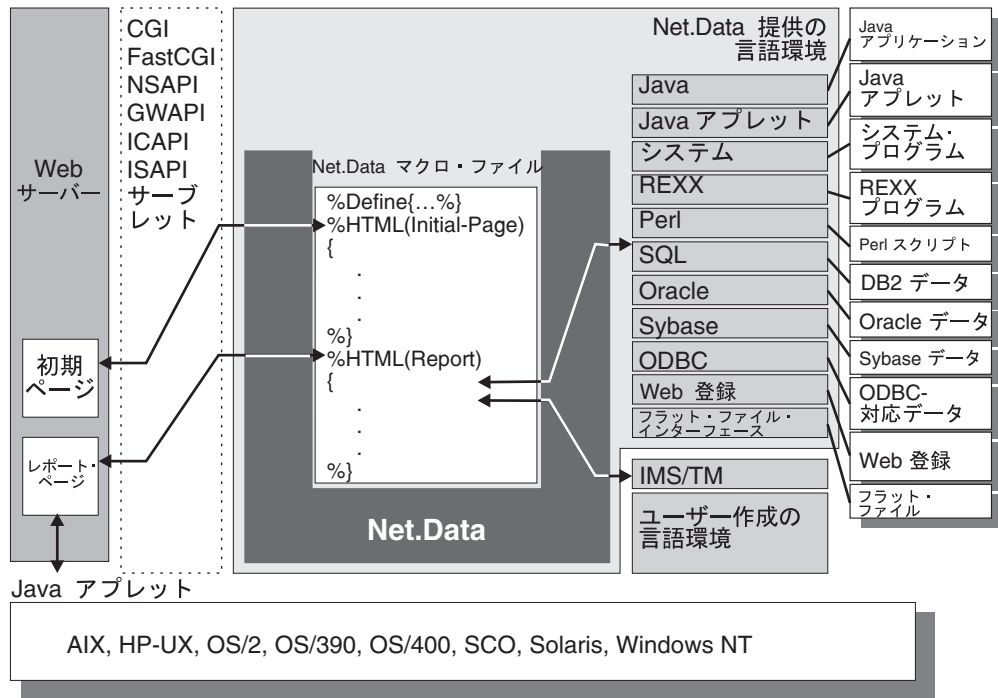 Web
サーバー
初期
ページ
レポート・
ページ
Java アプレット
CGI
FastCGI
NSAPI
GWAPI
ICAPI
ISAPI
サーブ
レット
Net.Data マクロ・ファイル
%Define{...%}
%HTML(Initial-Page)
{
.
.
.
%}
%HTML(Report)
{
.
.
.
%}
Net.Data
Net.Data 提供の
言語環境
Java
Java アプレット
システム
REXX
Perl
SQL
Oracle
Sybase
ODBC
Web 登録
フラット・ファイル・
インターフェース
IMS/TM
ユーザー作成の
言語環境
Java
アプリケーション
Java
アプレット
システム・
プログラム
REXX
プログラム
Perl スクリプト
DB2 データ
Oracle データ
Sybase データ
ODBC-
対応データ
Web 登録
フラット・
ファイル
AIX, HP-UX, OS/2, OS/390, OS/400, SCO, Solaris, Windows NT